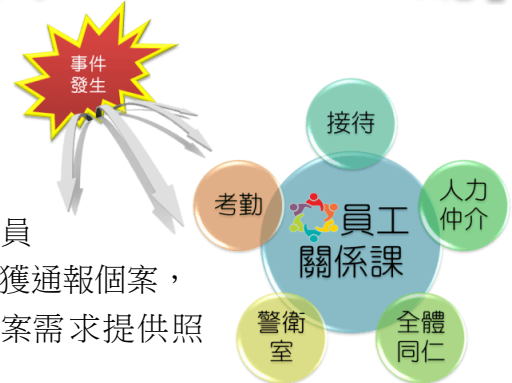 事件
發生
接待
考勤
人力
仲介
員工
關係課
員
獲通報個案，
案需求提供照
警衛
室
全體
同仁